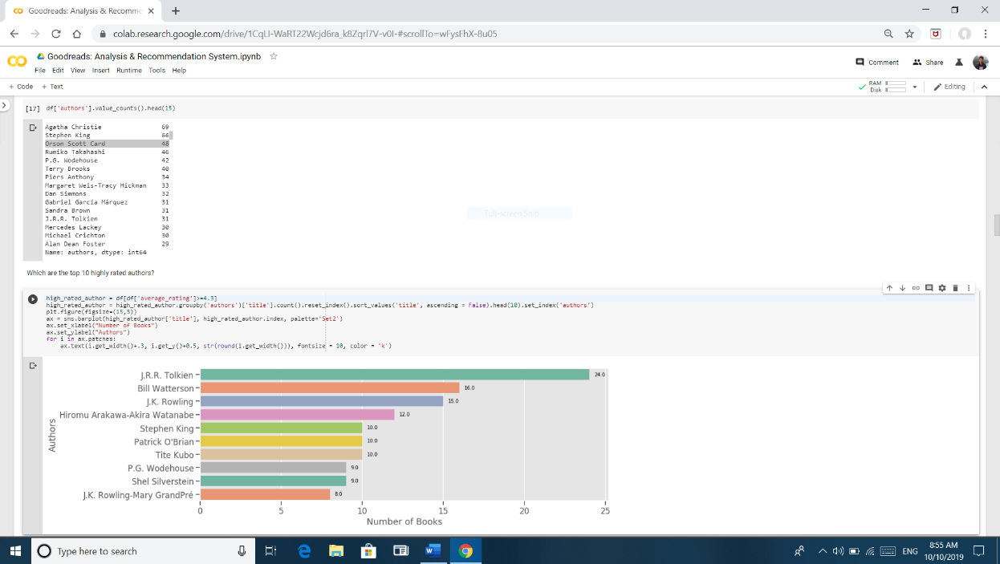 Goodreads: Analysis & Recomme
colab.research.google.com/drive/1CqLI-WaRT22Wcjd6ra_k8Zqrl7V-v0I-#scrollTo=wFysFhX-8u05
Goodreads: Analysis & Recommendation System.ipynb
File Edit View Insert Runtime Tools Help
Comment Share
+ Code + Text
RAM
Disk
Editing
[17] df['authors'].value_counts().head(15)
Agatha Christie 69
Stephen King 66
Orson Scott Card 48
Rumiko Takahashi 46
P.G. Wodehouse 42
Terry Brooks 40
Piers Anthony 34
Margaret Weis-Tracy Hickman 33
Dan Simmons 32
Gabriel García Márquez 31
Sandra Brown 31
J.R.R. Tolkien 31
Mercedes Lackey 30
Michael Crichton 30
Alan Dean Foster 29
Name: authors, dtype: int64
Full-screen Snip
Which are the top 10 highly rated authors?
high_rated_author = df[df['average_rating']>=4.3]
high_rated_author = high_rated_author.groupby('authors')['title'].count().reset_index().sort_values('title', ascending = False).head(10).set_index('authors')
plt.figure(figsize=(15,5))
ax = sns.barplot(high_rated_author['title'], high_rated_author.index, palette='Set2')
ax.set_xlabel("Number of Books")
ax.set_ylabel("Authors")
for i in ax.patches:
ax.text(i.get_width()+.3, i.get_y()+0.5, str(round(i.get_width())), fontsize = 10, color = 'k')
J.R.R. Tolkien 24.0
Bill Watterson 16.0
J.K. Rowling 15.0
Hiromu Arakawa-Akira Watanabe 12.0
Stephen King 10.0
Patrick O'Brian 10.0
Tite Kubo 10.0
P.G. Wodehouse 9.0
Shel Silverstein 9.0
J.K. Rowling-Mary GrandPré 8.0
Authors
0 5 10 15 20 25
Number of Books
Type here to search
ENG
8:55 AM
10/10/2019